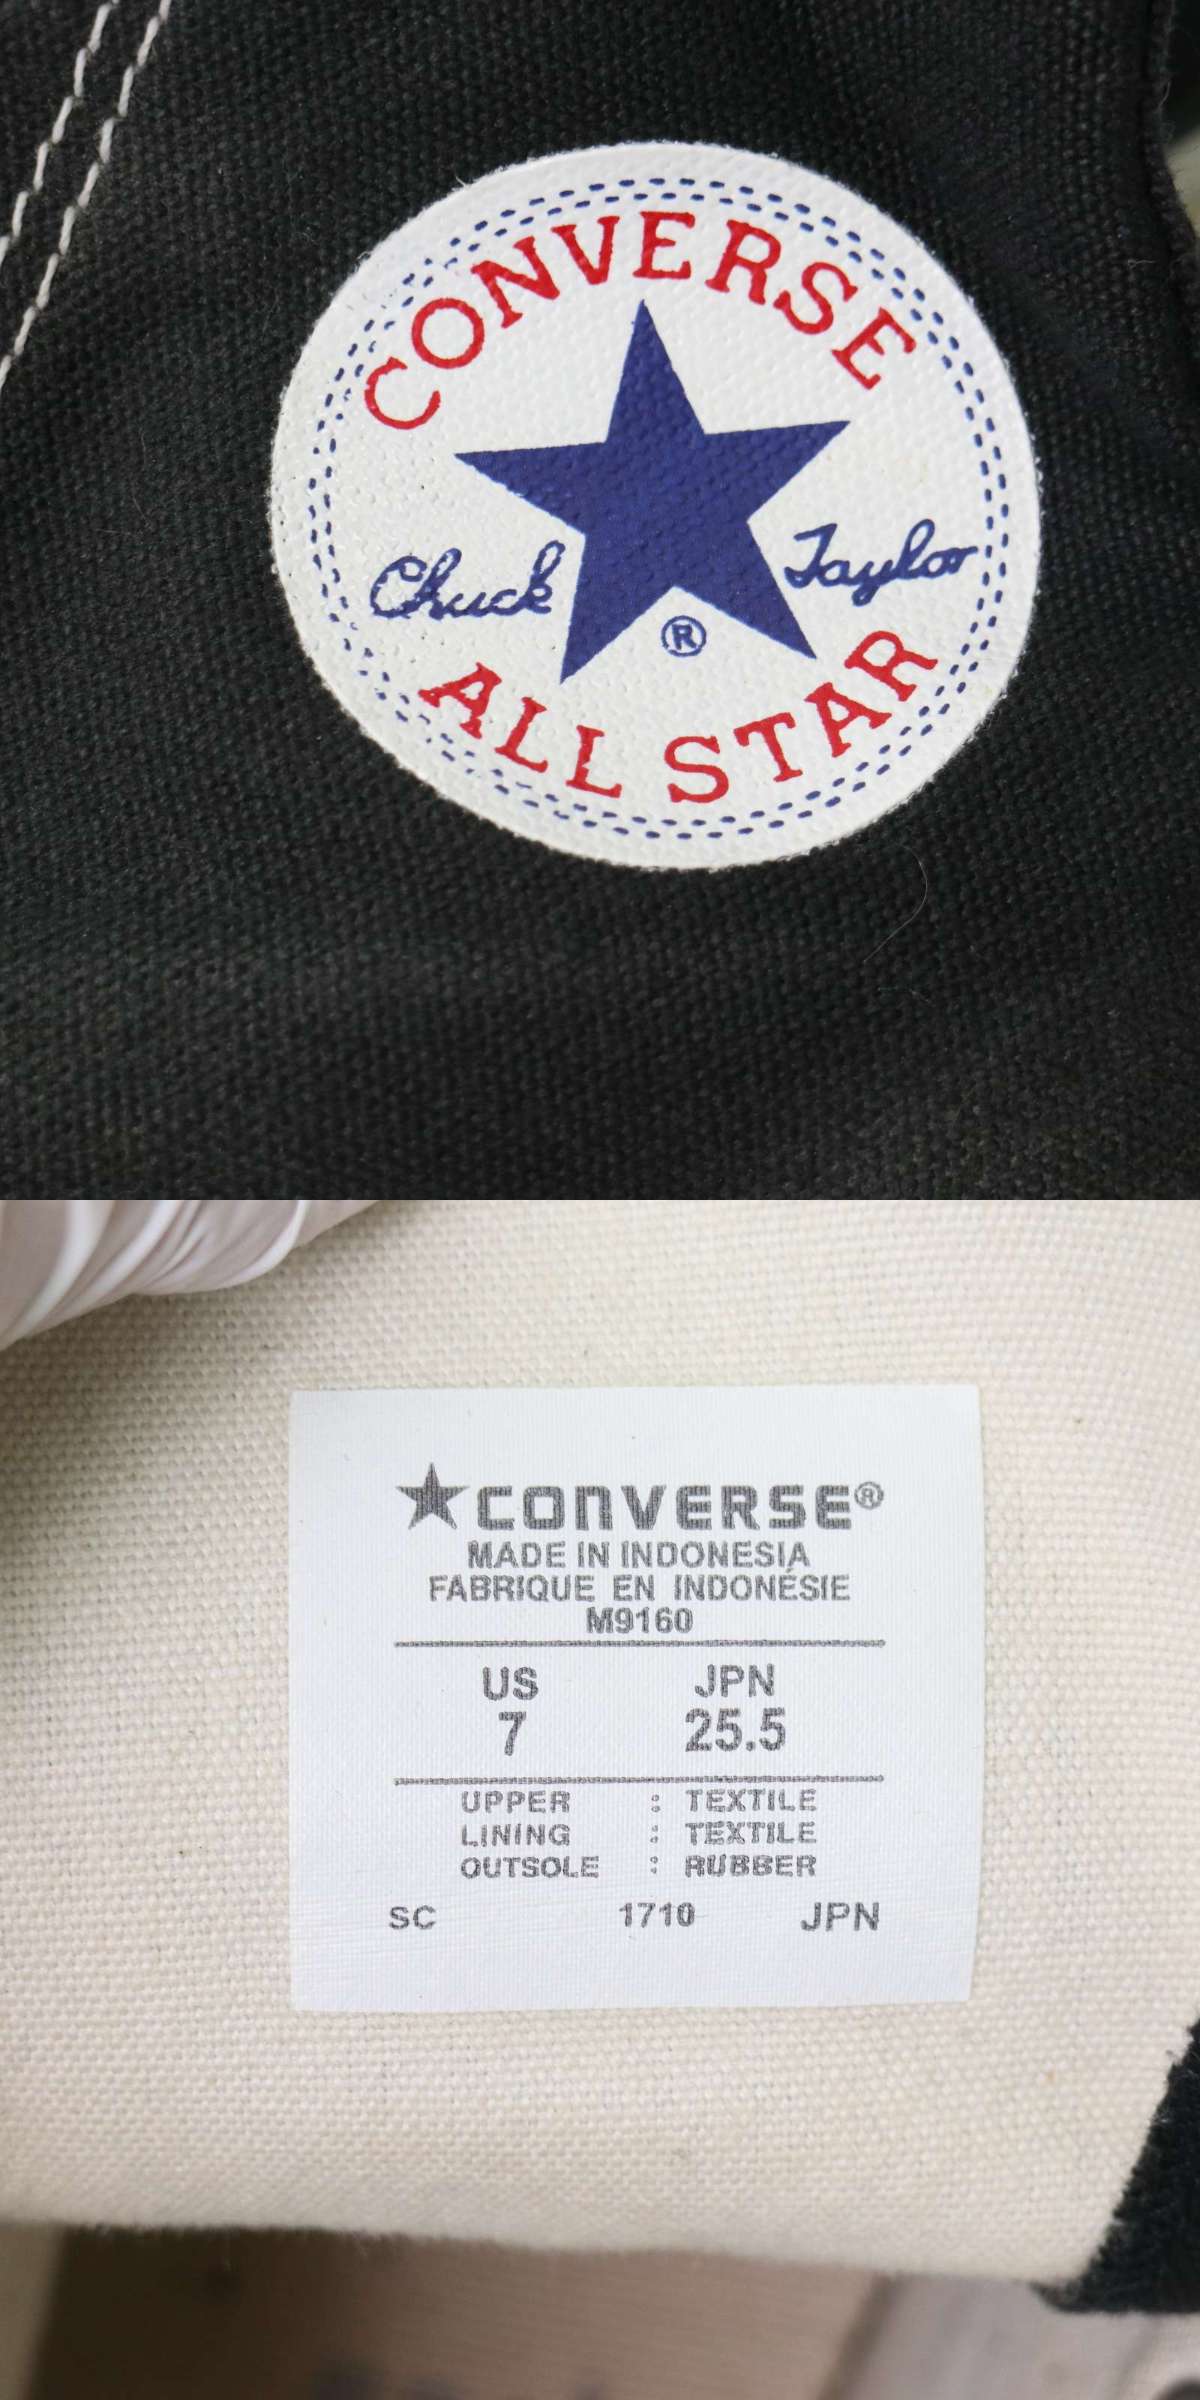 CONVERSE
Chuck Taylor
®
ALL STAR
★CONVERSE®
MADE IN INDONESIA
FABRIQUE EN INDONÉSIE
M9160
US JPN
7 25.5
UPPER : TEXTILE
LINING : TEXTILE
OUTSOLE : RUBBER
SC 1710 JPN